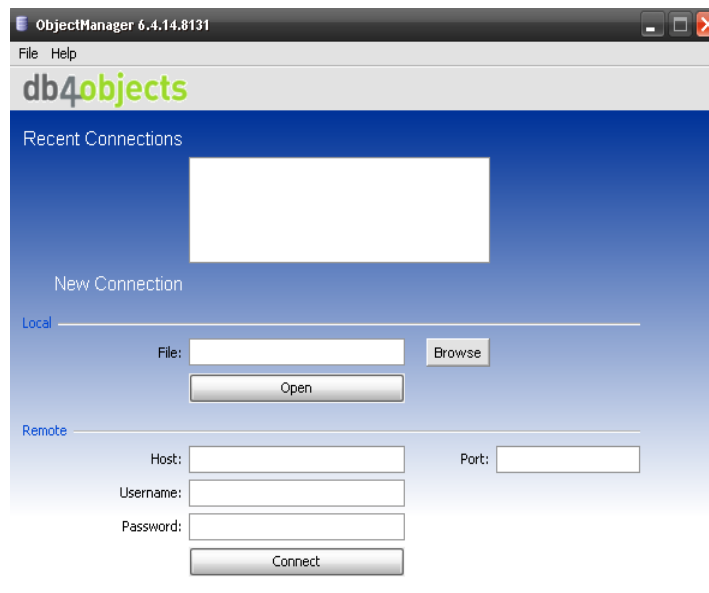 ObjectManager 6.4.14.8131
File Help
db4objects
Recent Connections
New Connection
Local
File: Browse
Open
Remote
Host: Port:
Username:
Password:
Connect